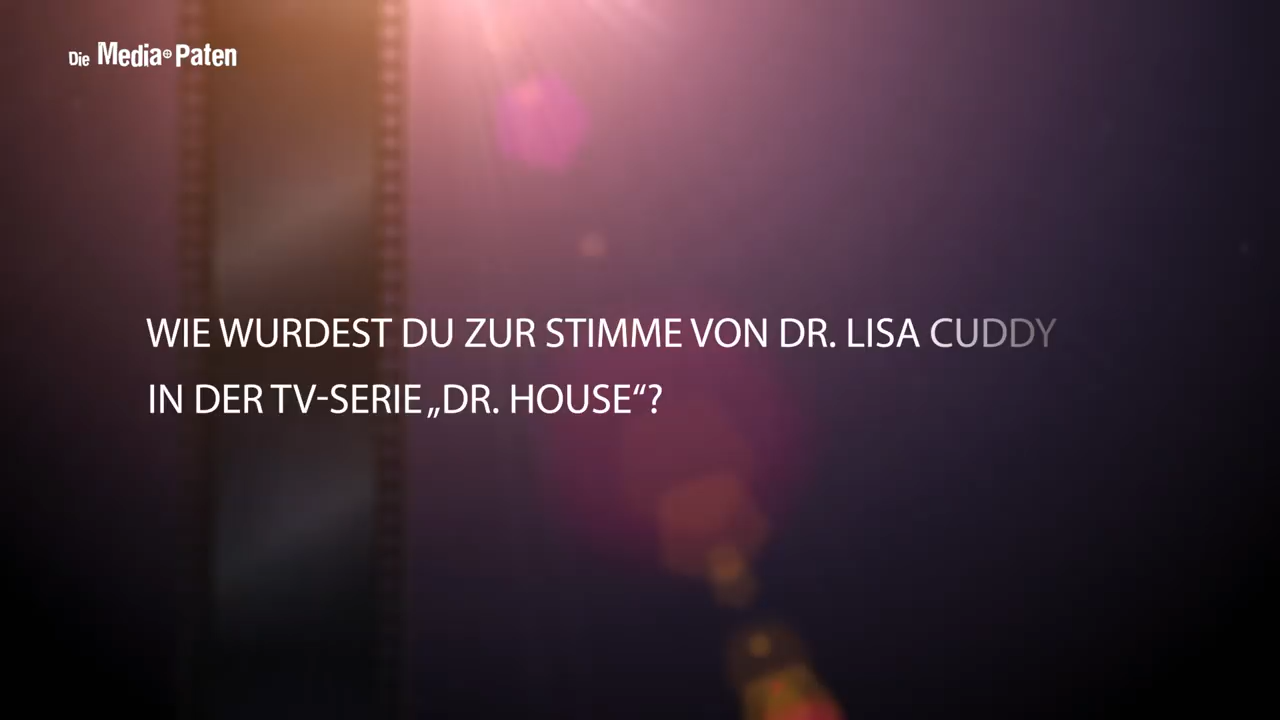 Die Media Paten
WIE WURDEST DU ZUR STIMME VON DR. LISA CUDDY
IN DER TV-SERIE „DR. HOUSE“?